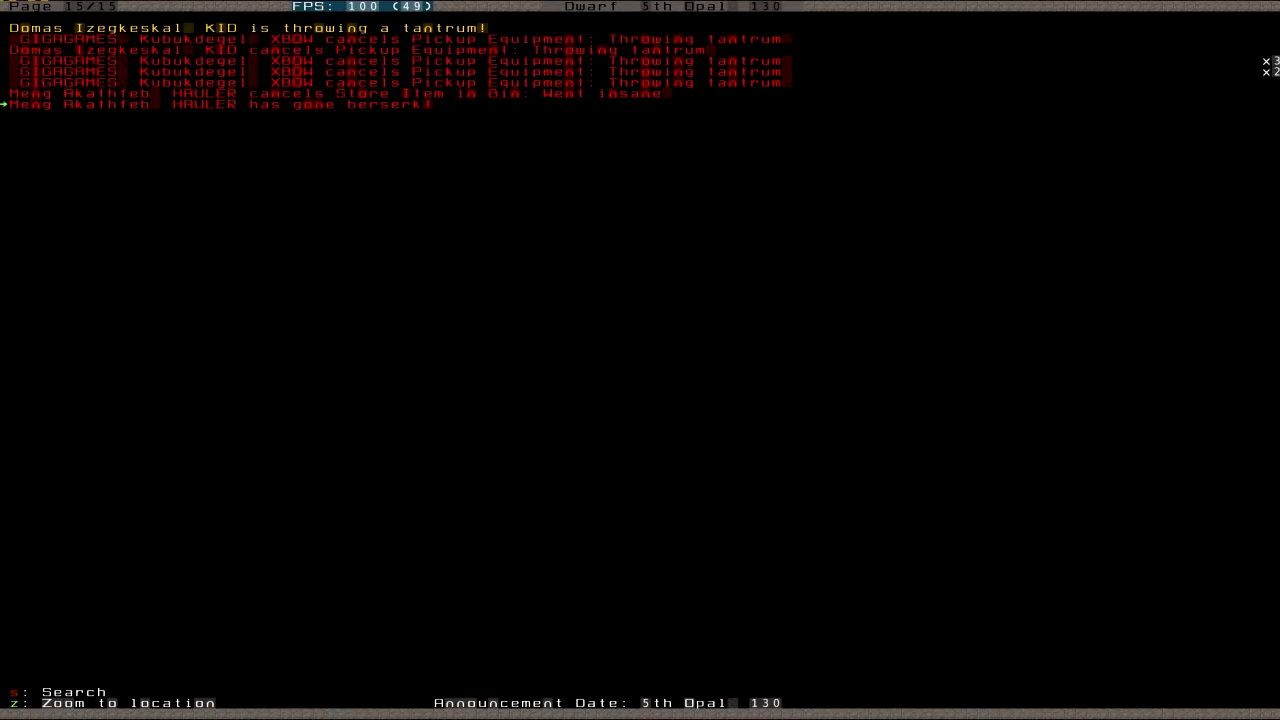 Page 15/15 FPS: 100 (49) Dwarf 5th Opal 130
Domas Izegkeskal KID is throwing a tantrum!
GIGAGAMES Kubukdegel XBOW cancels Pickup Equipment: Throwing tantrum
Domas Izegkeskal KID cancels Pickup Equipment: Throwing tantrum
GIGAGAMES Kubukdegel XBOW cancels Pickup Equipment: Throwing tantrum x3
GIGAGAMES Kubukdegel XBOW cancels Pickup Equipment: Throwing tantrum x2
GIGAGAMES Kubukdegel XBOW cancels Pickup Equipment: Throwing tantrum
Meng Akathfeb HAULER cancels Store Item in Bin: Went insane
Meng Akathfeb HAULER has gone berserk!
s: Search
z: Zoom to location Announcement Date: 5th Opal 130